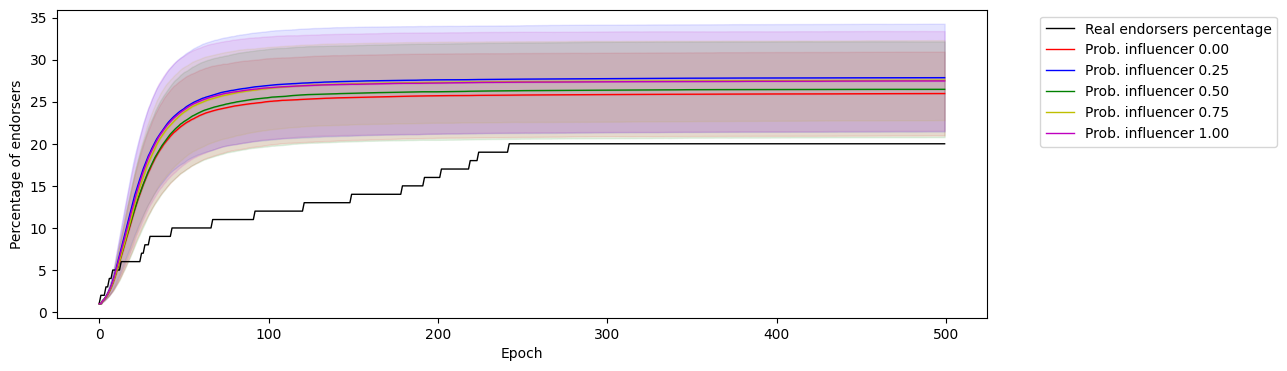 35
30
25
20
15
10
5
0
Percentage of endorsers
0 100 200 300 400 500
Epoch
Real endorsers percentage
Prob. influencer 0.00
Prob. influencer 0.25
Prob. influencer 0.50
Prob. influencer 0.75
Prob. influencer 1.00